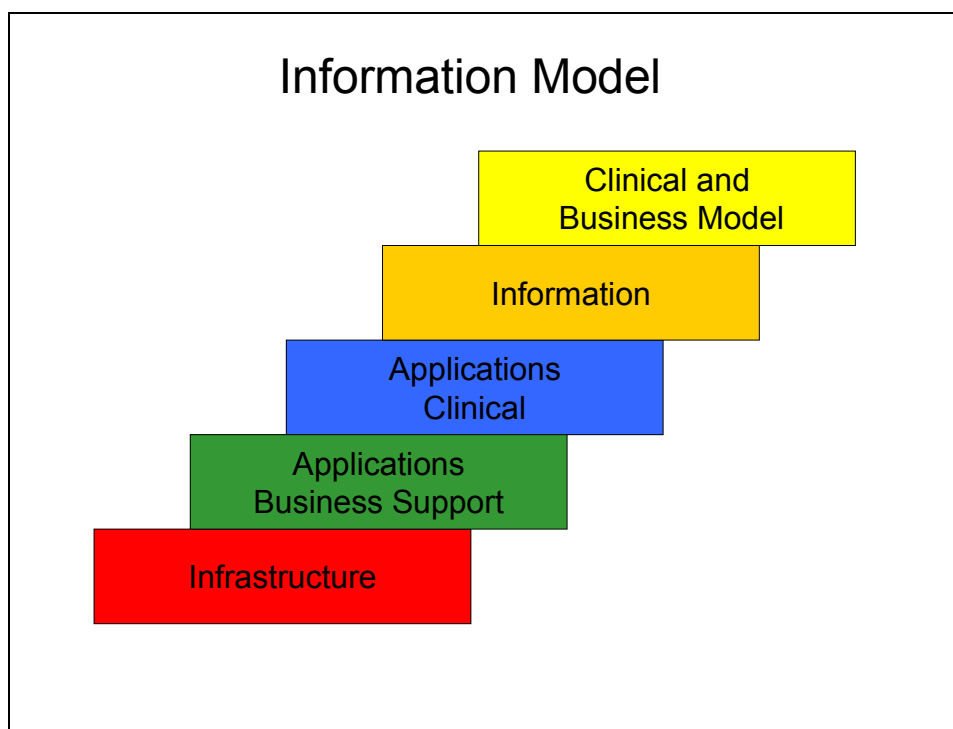 Information Model
Clinical and
Business Model
Information
Applications
Clinical
Applications
Business Support
Infrastructure